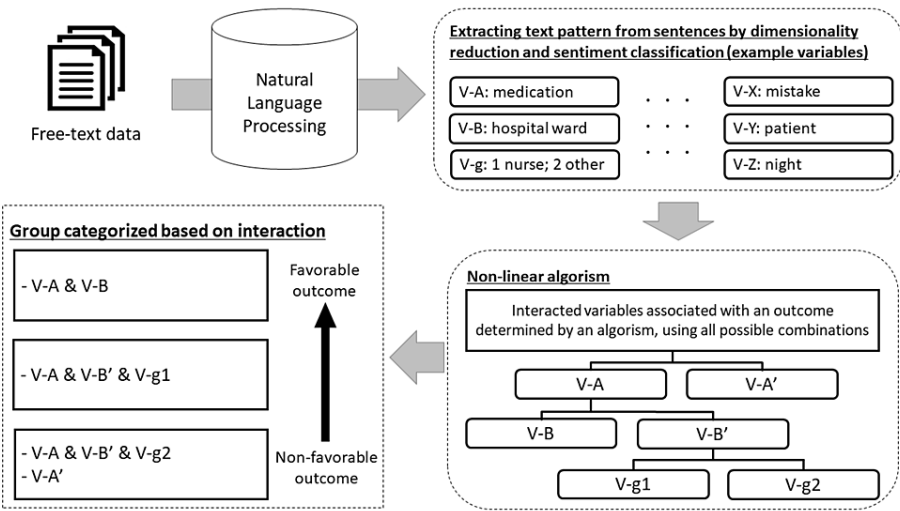 Free-text data
Natural
Language
Processing
Extracting text pattern from sentences by dimensionality
reduction and sentiment classification (example variables)
V-A: medication
V-B: hospital ward
V-g: 1 nurse; 2 other
. . .
. . .
. . .
V-X: mistake
V-Y: patient
V-Z: night
Non-linear algorism
Interacted variables associated with an outcome
determined by an algorism, using all possible combinations
V-A
V-A’
V-B
V-B’
V-g1
V-g2
Group categorized based on interaction
- V-A & V-B
- V-A & V-B’ & V-g1
- V-A & V-B’ & V-g2
- V-A’
Favorable
outcome
Non-favorable
outcome